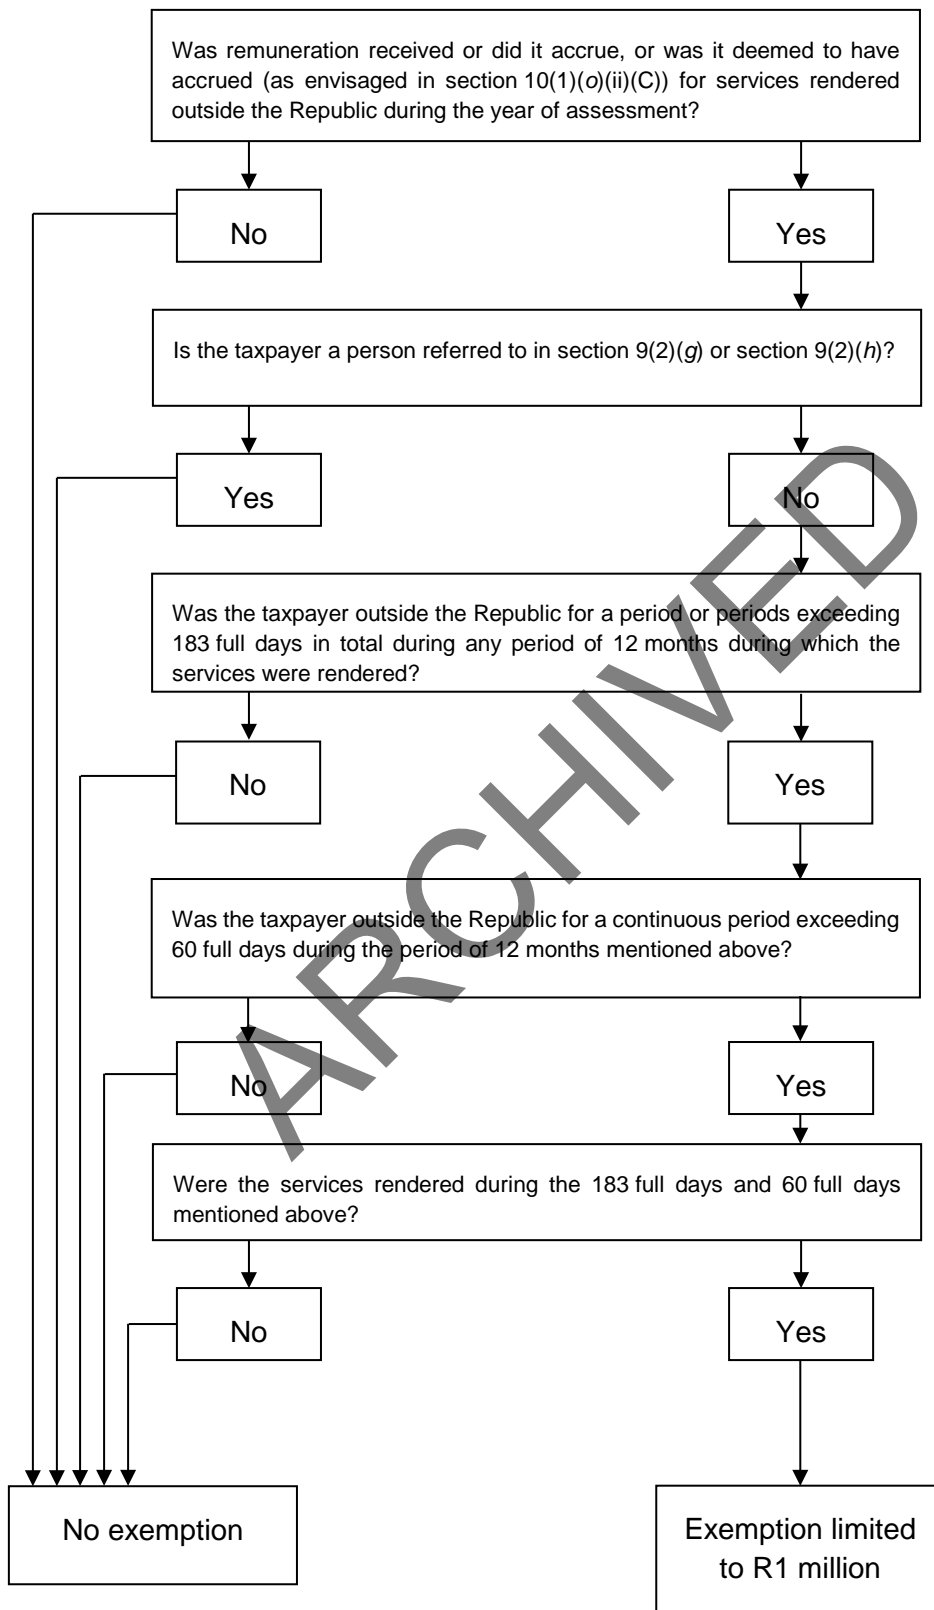 Was remuneration received or did it accrue, or was it deemed to have
accrued (as envisaged in section 10(1)(o)(ii)(C)) for services rendered
outside the Republic during the year of assessment?
No
Yes
Is the taxpayer a person referred to in section 9(2)(g) or section 9(2)(h)?
Yes
No
Was the taxpayer outside the Republic for a period or periods exceeding
183 full days in total during any period of 12 months during which the
services were rendered?
No
Yes
Was the taxpayer outside the Republic for a continuous period exceeding
60 full days during the period of 12 months mentioned above?
No
Yes
Were the services rendered during the 183 full days and 60 full days
mentioned above?
No
Yes
No exemption
Exemption limited
to R1 million
ARCHIVED